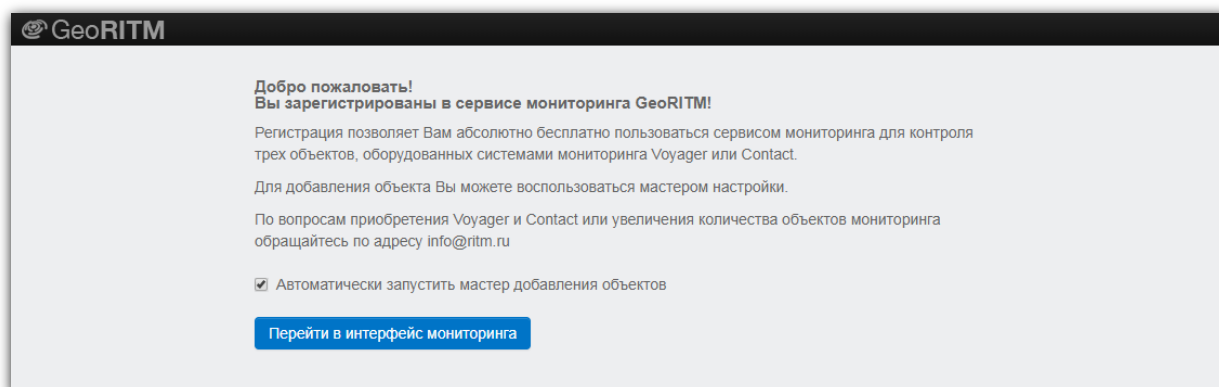 GeoRITM
Добро пожаловать!
Вы зарегистрированы в сервисе мониторинга GeoRITM!
Регистрация позволяет Вам абсолютно бесплатно пользоваться сервисом мониторинга для контроля
трех объектов, оборудованных системами мониторинга Voyager или Contact.
Для добавления объекта Вы можете воспользоваться мастером настройки.
По вопросам приобретения Voyager и Contact или увеличения количества объектов мониторинга
обращайтесь по адресу info@ritm.ru
Автоматически запустить мастер добавления объектов
Перейти в интерфейс мониторинга